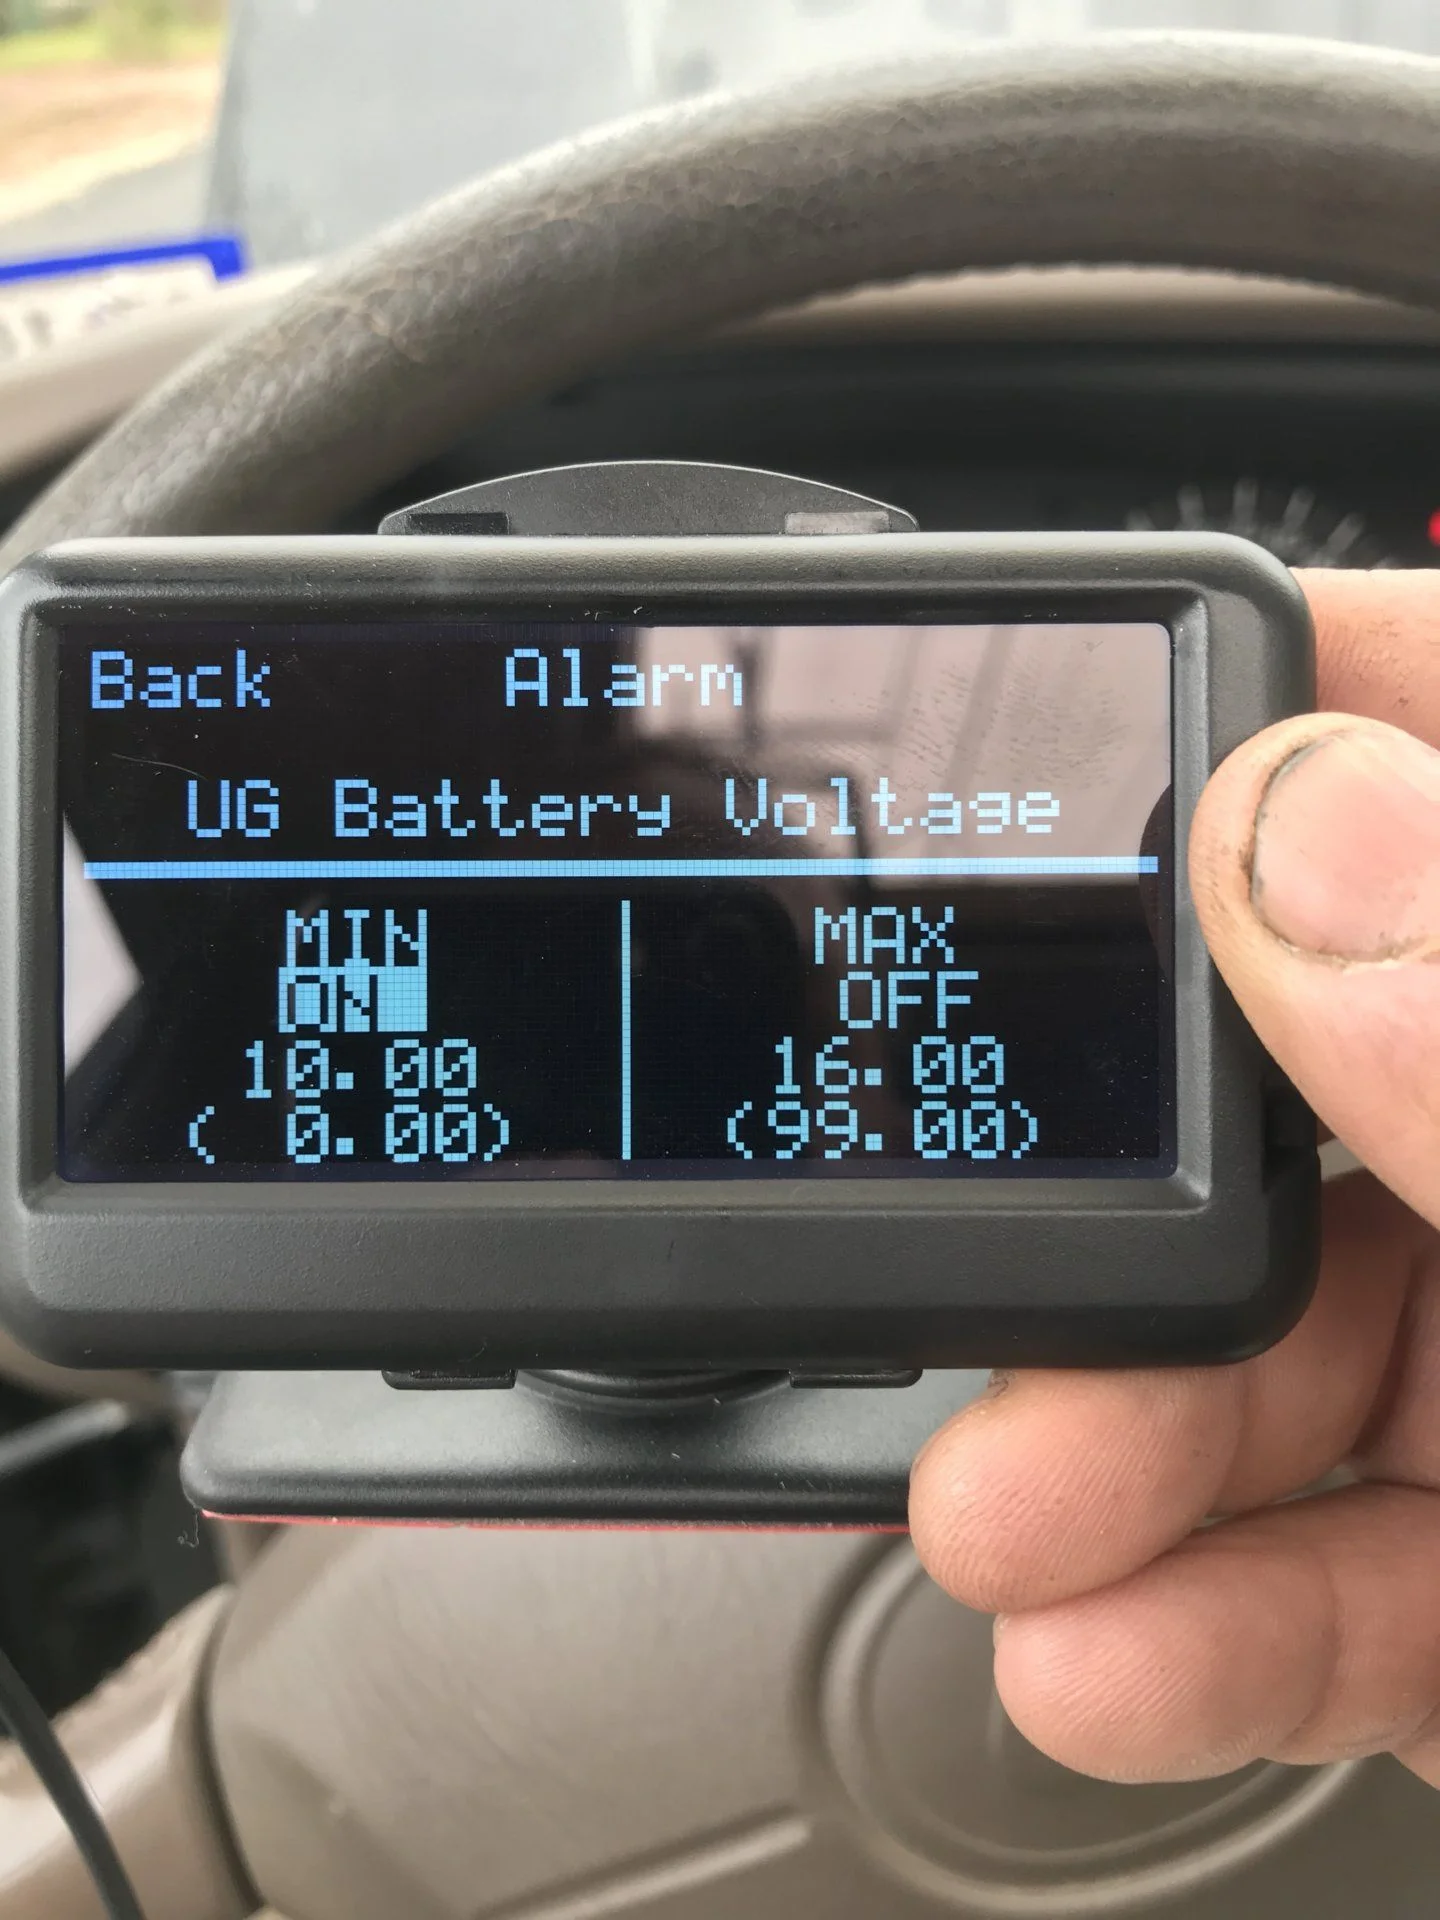 Back Alarm
UG Battery Voltage
MIN MAX
ON OFF
10.00 16.00
( 0.00) (99.00)